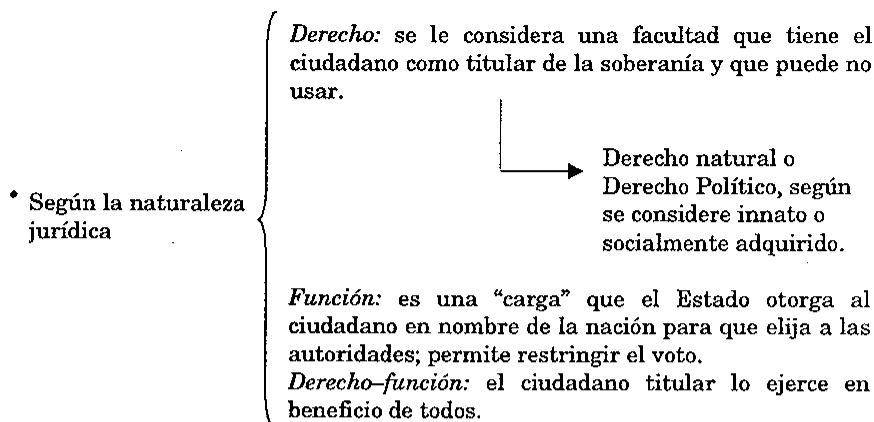 Derecho: se le considera una facultad que tiene el
ciudadano como titular de la soberanía y que puede no
usar.
Derecho natural o
Derecho Político, según
se considere innato o
socialmente adquirido.
• Según la naturaleza
jurídica
Función: es una “carga” que el Estado otorga al
ciudadano en nombre de la nación para que elija a las
autoridades; permite restringir el voto.
Derecho–función: el ciudadano titular lo ejerce en
beneficio de todos.